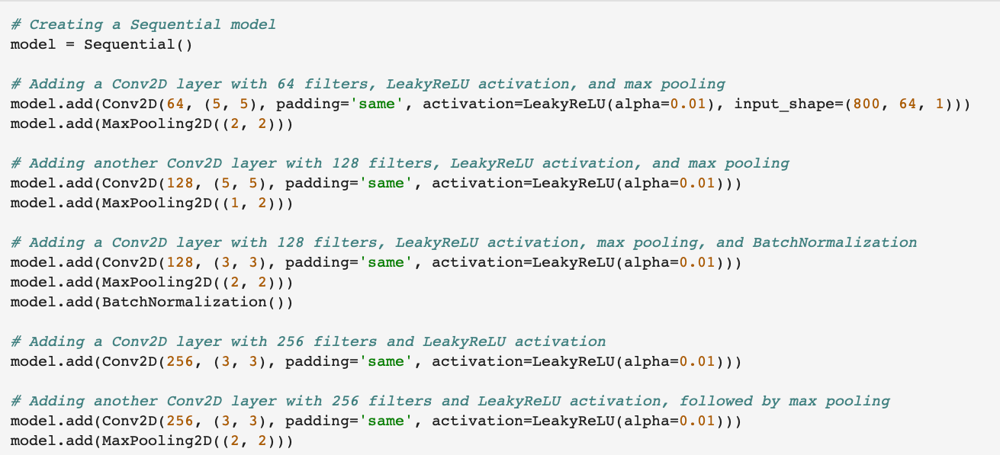 # Creating a Sequential model
model = Sequential()
# Adding a Conv2D layer with 64 filters, LeakyReLU activation, and max pooling
model.add(Conv2D(64, (5, 5), padding='same', activation=LeakyReLU(alpha=0.01), input_shape=(800, 64, 1)))
model.add(MaxPooling2D((2, 2)))
# Adding another Conv2D layer with 128 filters, LeakyReLU activation, and max pooling
model.add(Conv2D(128, (5, 5), padding='same', activation=LeakyReLU(alpha=0.01)))
model.add(MaxPooling2D((1, 2)))
# Adding a Conv2D layer with 128 filters, LeakyReLU activation, max pooling, and BatchNormalization
model.add(Conv2D(128, (3, 3), padding='same', activation=LeakyReLU(alpha=0.01)))
model.add(MaxPooling2D((2, 2)))
model.add(BatchNormalization())
# Adding a Conv2D layer with 256 filters and LeakyReLU activation
model.add(Conv2D(256, (3, 3), padding='same', activation=LeakyReLU(alpha=0.01)))
# Adding another Conv2D layer with 256 filters and LeakyReLU activation, followed by max pooling
model.add(Conv2D(256, (3, 3), padding='same', activation=LeakyReLU(alpha=0.01)))
model.add(MaxPooling2D((2, 2)))